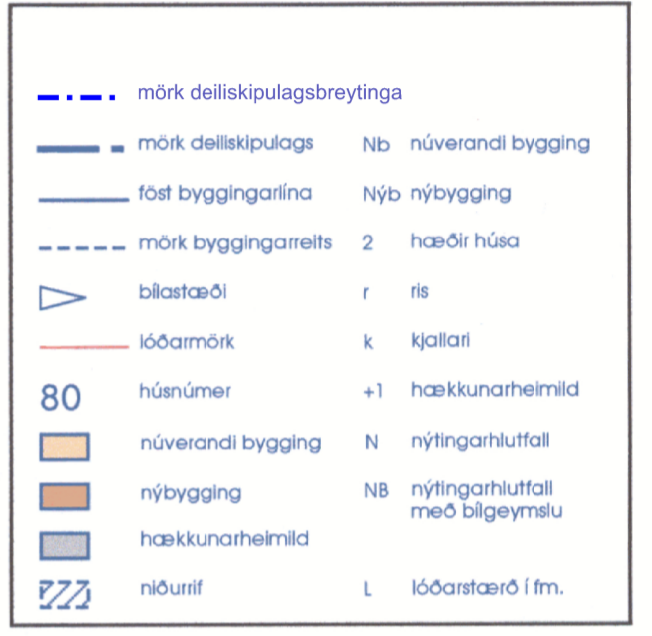 mörk deiliskipulagsbreytinga
mörk deiliskipulags
föst byggingarlína
mörk byggingarreits
bílastæði
lóðarmörk
80 húsnúmer
núverandi bygging
nýbygging
hækkunarheimild
niðurrif
Nb núverandi bygging
Nýb nýbygging
2 hæðir húsa
r ris
k kjallari
+1 hækkunarheimild
N nýtingarhlutfall
NB nýtingarhlutfall
með bílgeymslu
L lóðarstærð í fm.